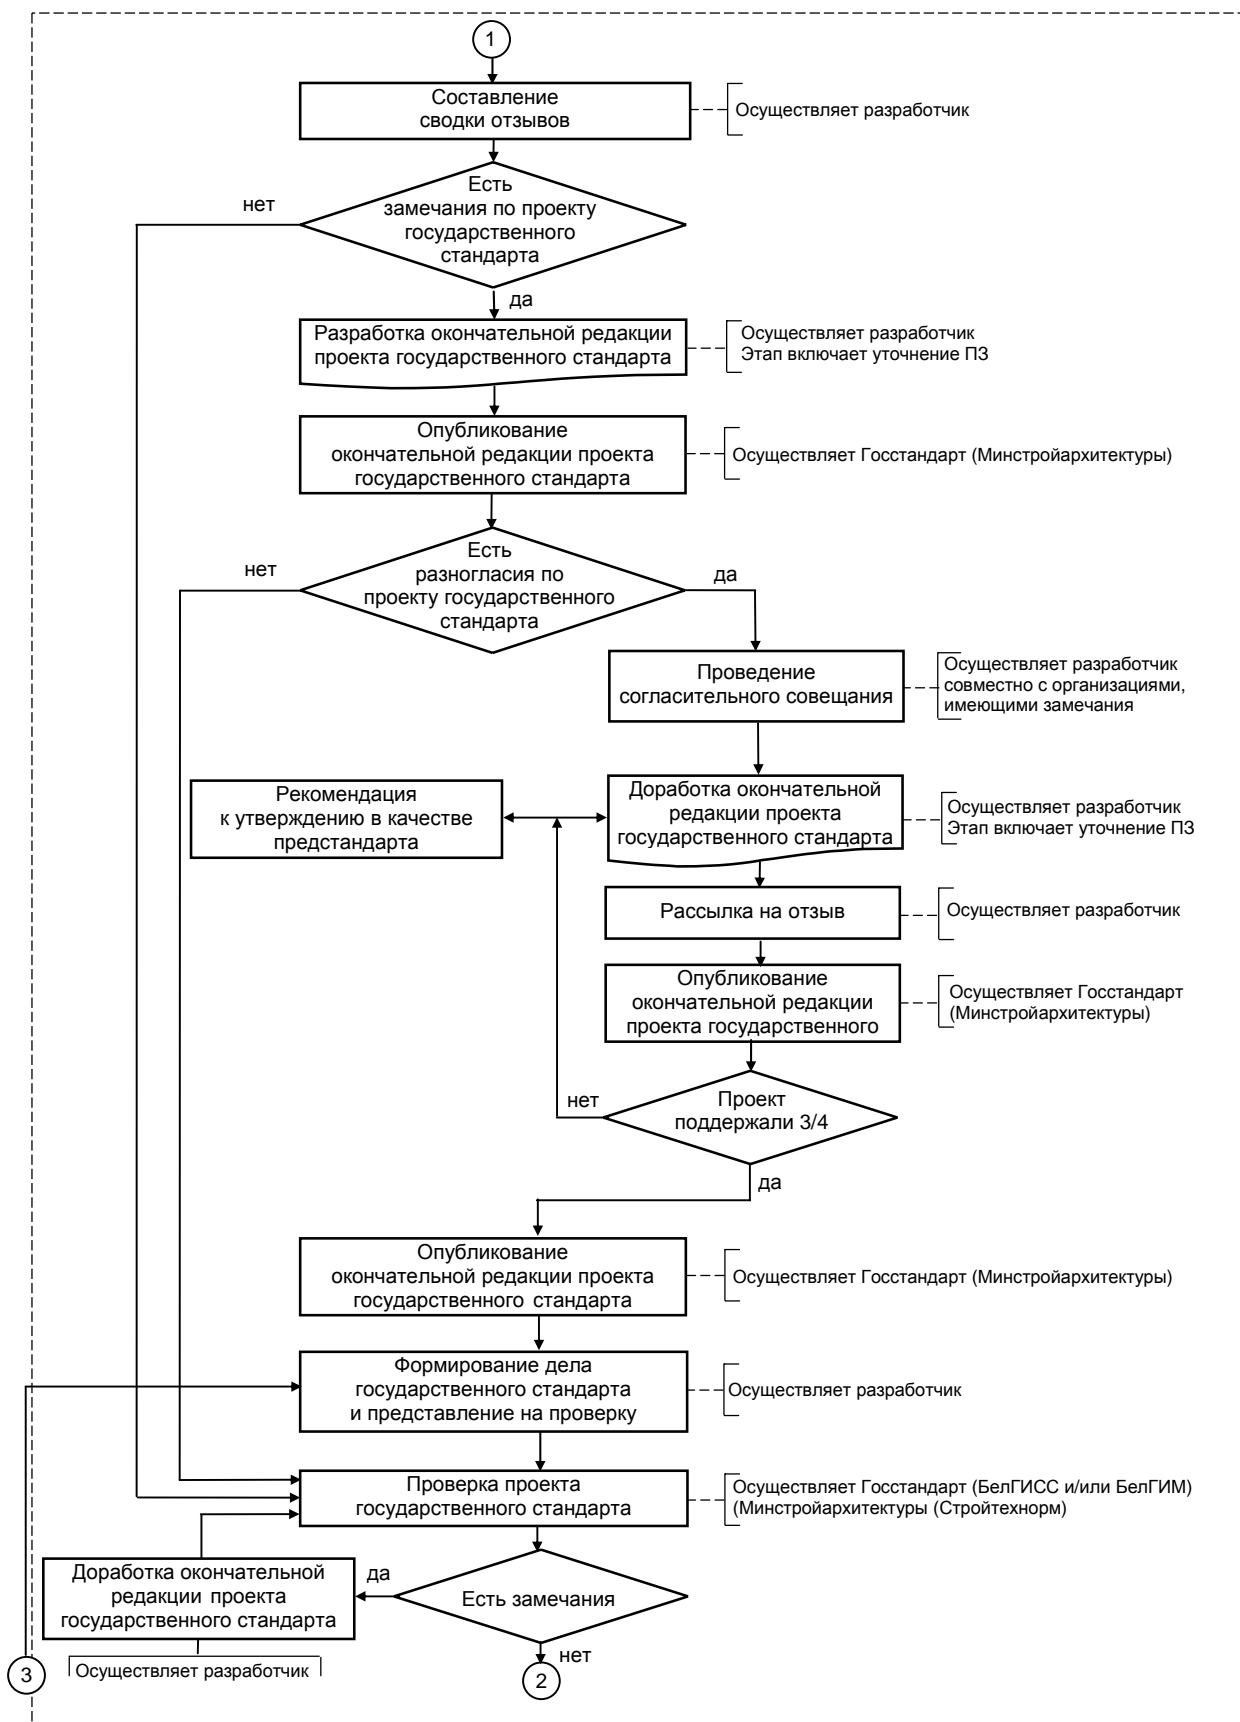 1
Составление
сводки отзывов
Осуществляет разработчик
Есть
замечания по проекту
государственного
стандарта
нет
да
Разработка окончательной редакции
проекта государственного стандарта
Осуществляет разработчик
Этап включает уточнение ПЗ
Опубликование
окончательной редакции проекта
государственного стандарта
Осуществляет Госстандарт (Минстройархитектуры)
Есть
разногласия по
проекту государственного
стандарта
нет
да
Проведение
согласительного совещания
Осуществляет разработчик
совместно с организациями,
имеющими замечания
Рекомендация
к утверждению в качестве
предстандарта
Доработка окончательной
редакции проекта
государственного стандарта
Осуществляет разработчик
Этап включает уточнение ПЗ
Рассылка на отзыв
Осуществляет разработчик
Опубликование
окончательной редакции
проекта государственного
Осуществляет Госстандарт
(Минстройархитектуры)
Проект
поддержали 3/4
нет
да
Опубликование
окончательной редакции проекта
государственного стандарта
Осуществляет Госстандарт (Минстройархитектуры)
Формирование дела
государственного стандарта
и представление на проверку
Осуществляет разработчик
Проверка проекта
государственного стандарта
Осуществляет Госстандарт (БелГИСС и/или БелГИМ)
(Минстройархитектуры (Стройтехнорм)
Доработка окончательной
редакции проекта
государственного стандарта
да
Есть замечания
нет
Осуществляет разработчик
3
2